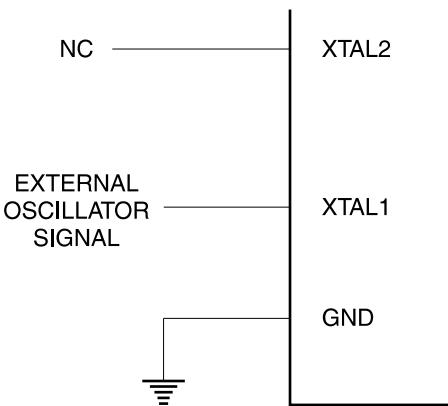 NC
XTAL2
EXTERNAL
OSCILLATOR
SIGNAL
XTAL1
GND